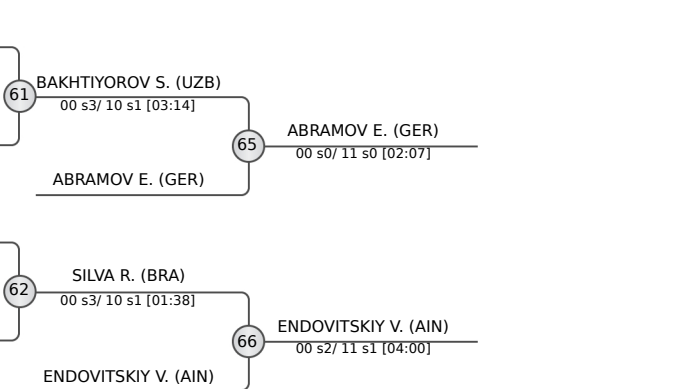 61
BAKHTIYOROV S. (UZB)
00 s3/ 10 s1 [03:14]
65
ABRAMOV E. (GER)
00 s0/ 11 s0 [02:07]
ABRAMOV E. (GER)
62
SILVA R. (BRA)
00 s3/ 10 s1 [01:38]
66
ENDOVITSKIY V. (AIN)
00 s2/ 11 s1 [04:00]
ENDOVITSKIY V. (AIN)